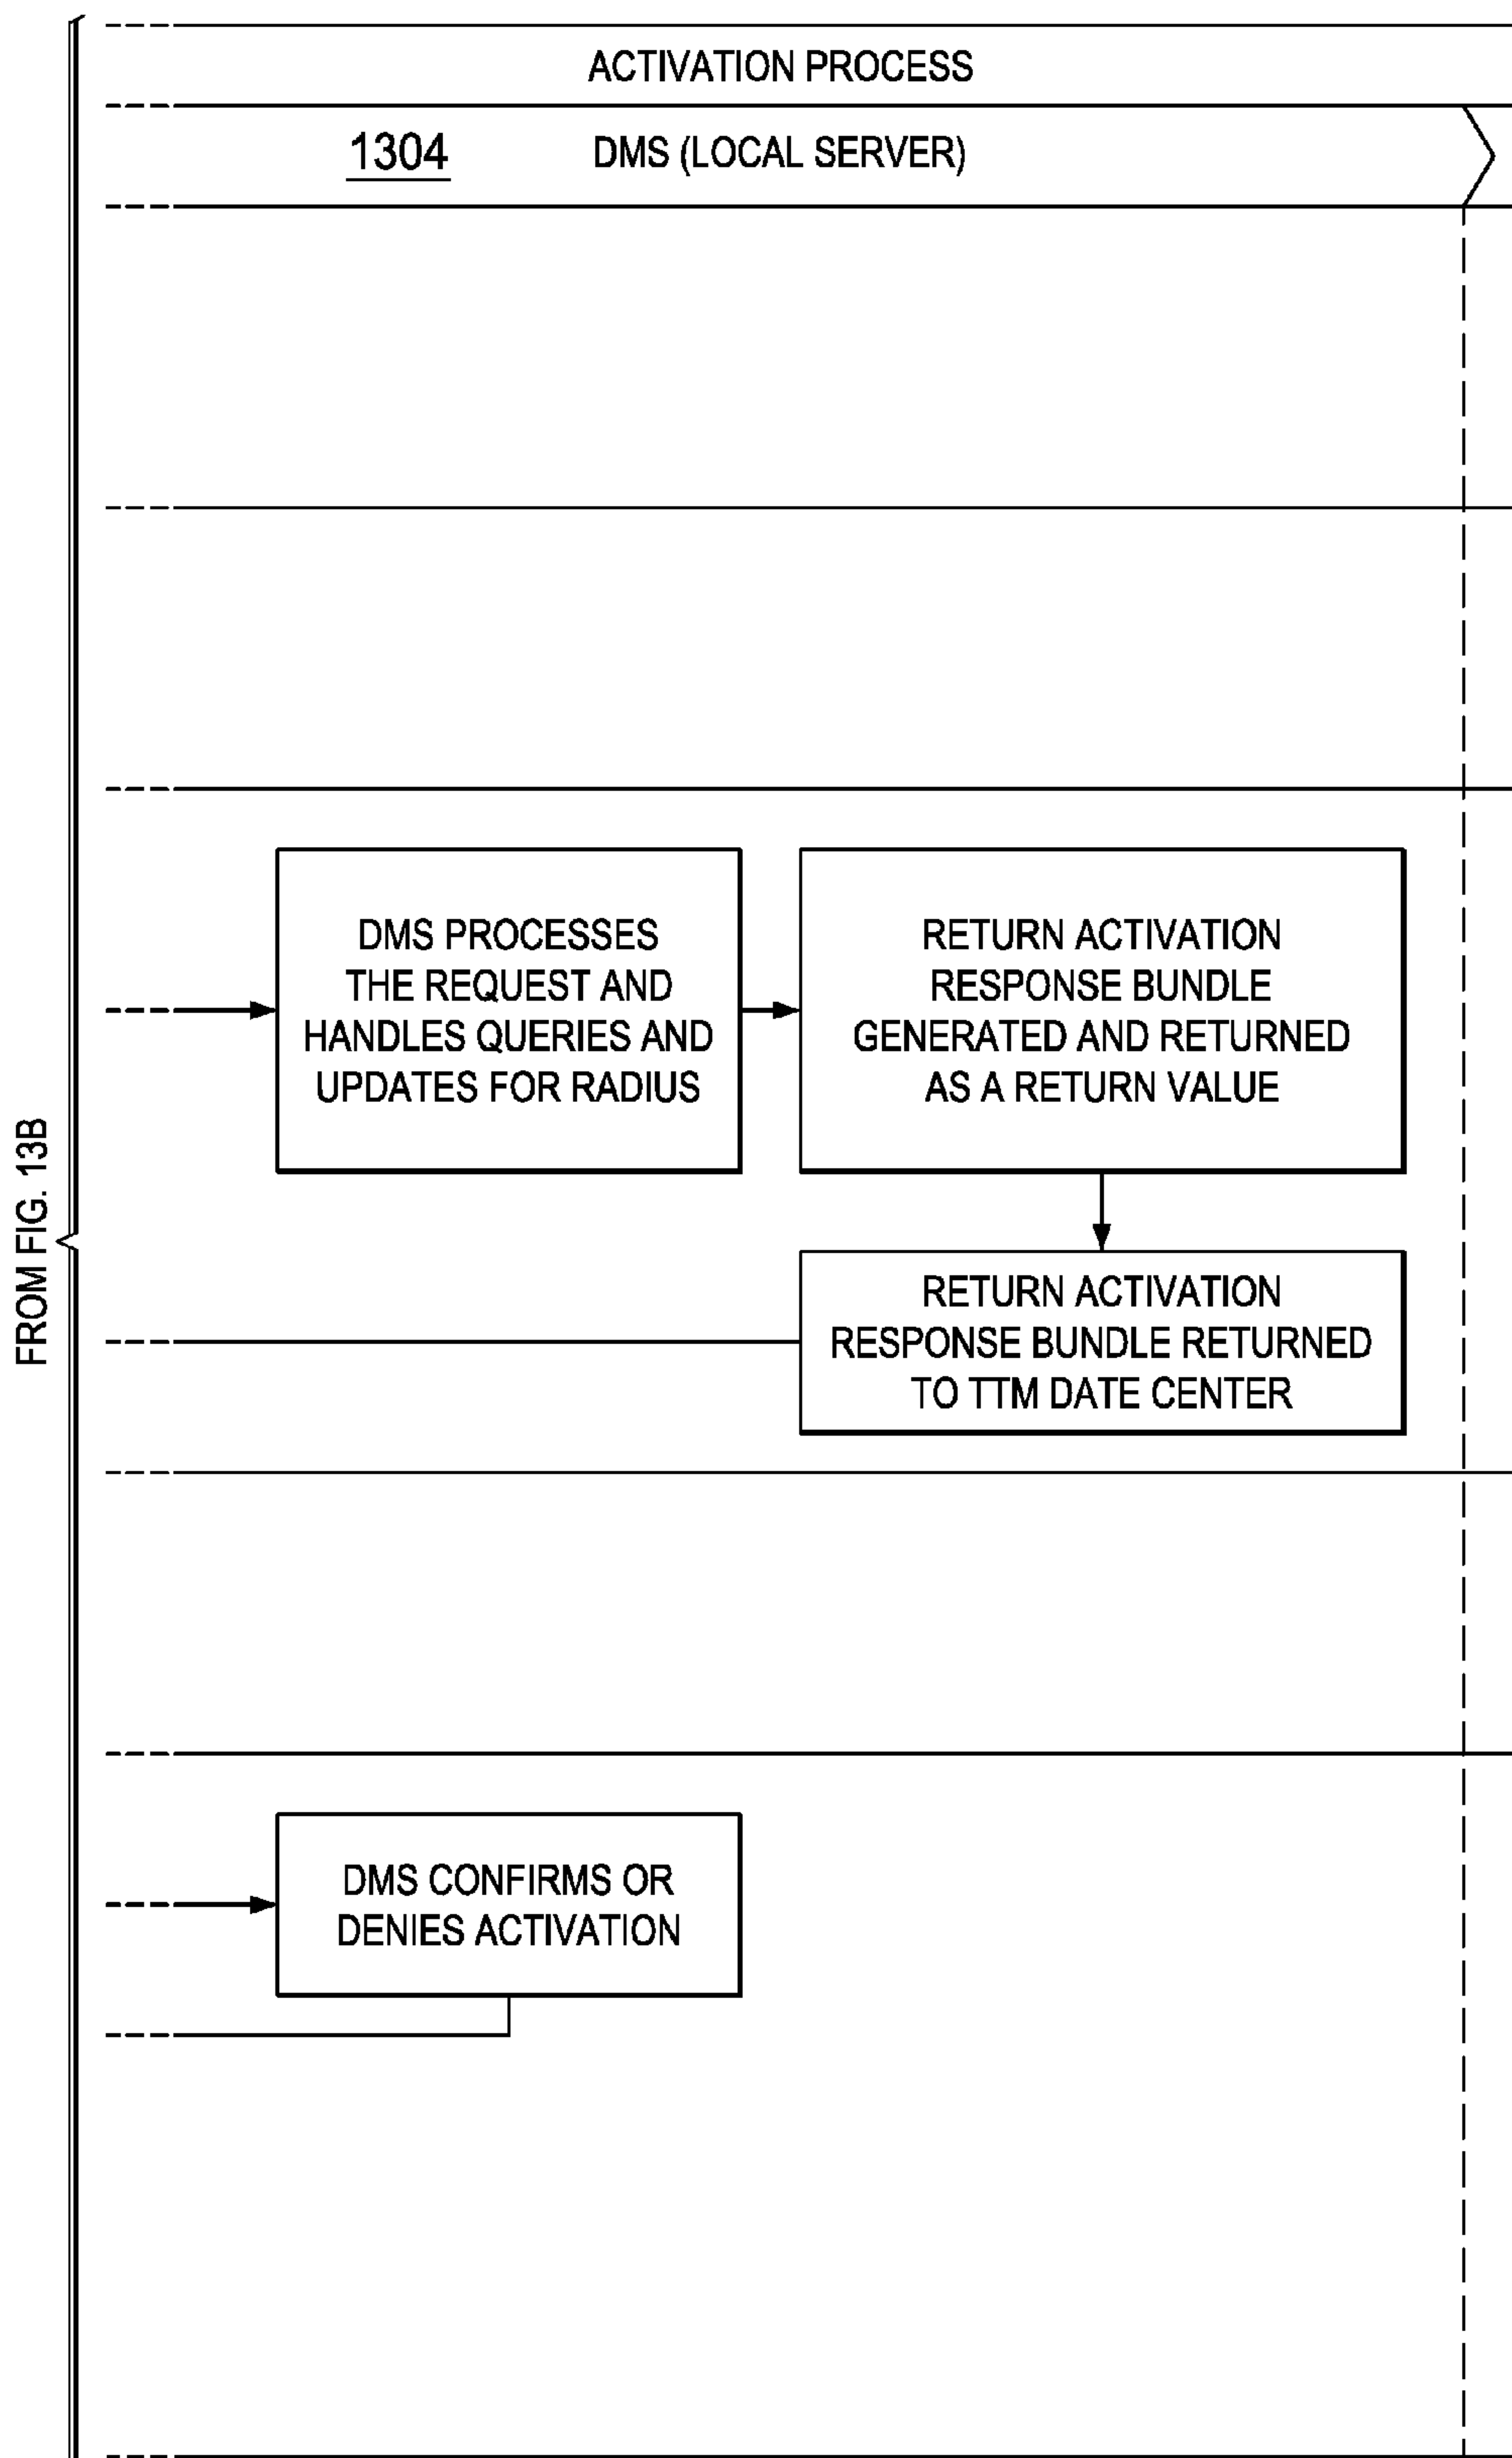 ACTIVATION PROCESS
1304 DMS (LOCAL SERVER)
DMS PROCESSES
THE REQUEST AND
HANDLES QUERIES AND
UPDATES FOR RADIUS
RETURN ACTIVATION
RESPONSE BUNDLE
GENERATED AND RETURNED
AS A RETURN VALUE
FROM FIG. 13B
RETURN ACTIVATION
RESPONSE BUNDLE RETURNED
TO TTM DATE CENTER
DMS CONFIRMS OR
DENIES ACTIVATION